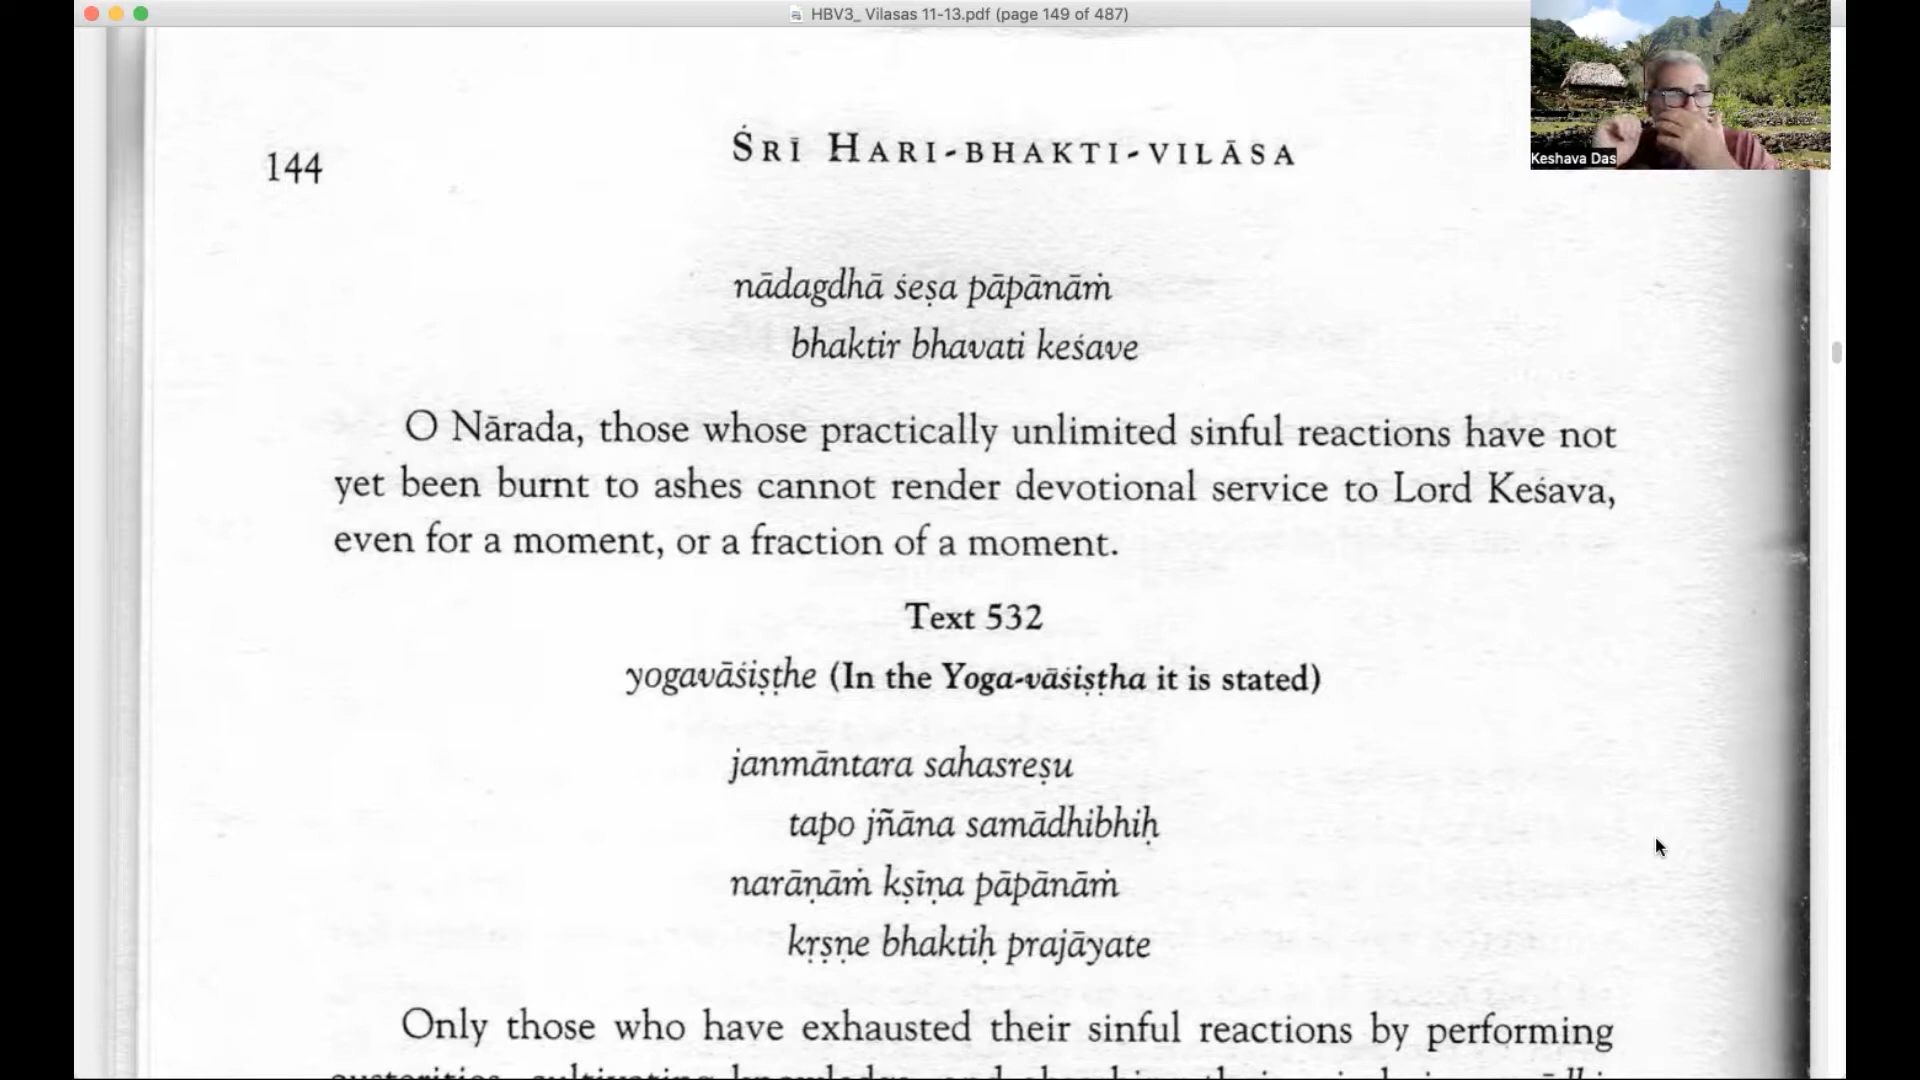 HBV3_ Vilasas 11-13.pdf (page 149 of 487)
Keshava Das
144
ŚRĪ HARI-BHAKTI-VILĀSA
nādagdhā śeṣa pāpānāṁ
bhaktir bhavati keśave
O Nārada, those whose practically unlimited sinful reactions have not
yet been burnt to ashes cannot render devotional service to Lord Keśava,
even for a moment, or a fraction of a moment.
Text 532
yogavāśiṣṭhe (In the Yoga-vāśiṣṭha it is stated)
janmāntara sahasreṣu
tapo jñāna samādhibhiḥ
narāṇāṁ kṣīṇa pāpānāṁ
kṛṣṇe bhaktiḥ prajāyate
Only those who have exhausted their sinful reactions by performing